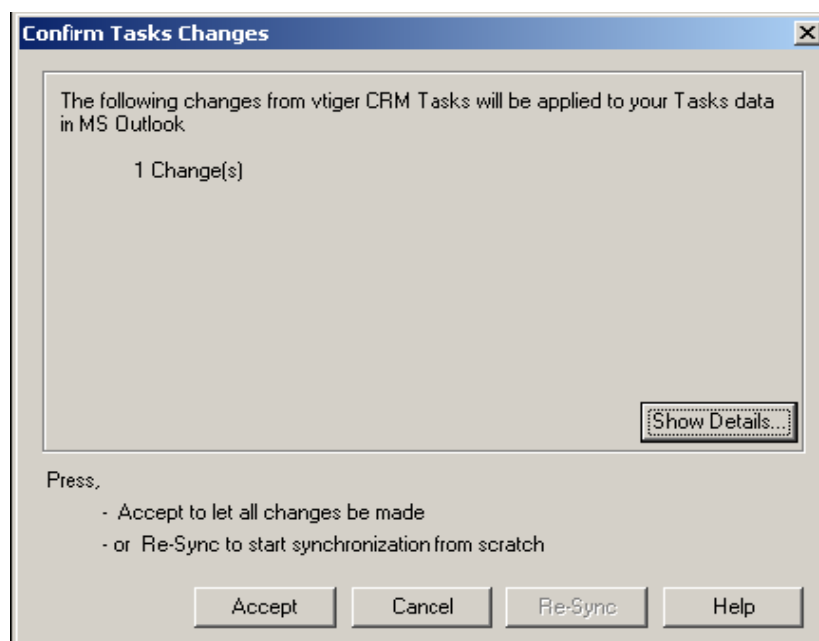 Confirm Tasks Changes
The following changes from vtiger CRM Tasks will be applied to your Tasks data
in MS Outlook
1 Change(s)
Show Details...
Press,
- Accept to let all changes be made
- or Re-Sync to start synchronization from scratch
Accept Cancel Re-Sync Help